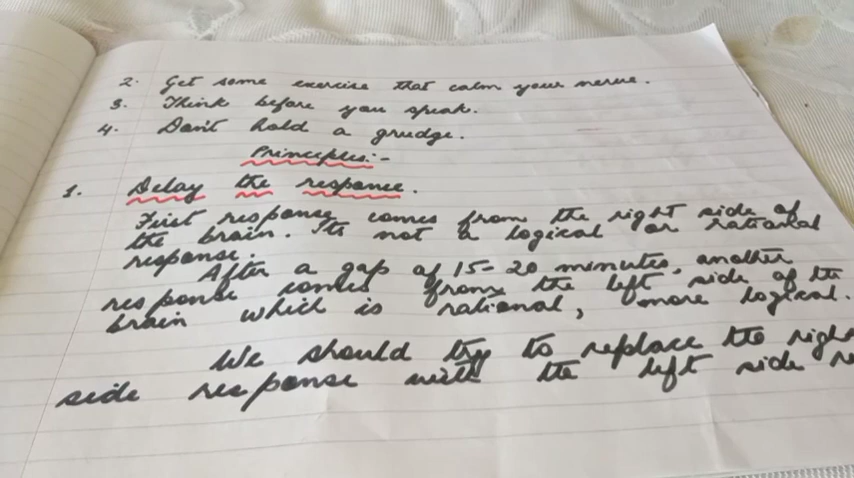 2. Get some exercise that calm your nerve.
3. Think before you speak.
4. Don't hold a grudge.
Principles:-
1. Delay the response.
First response comes from the right side of
the brain. Its not a logical or rational
response.
After a gap of 15-20 minutes, another
response comes from the left side of the
brain which is rational, more logical.
We should try to replace the right
side response with the left side re